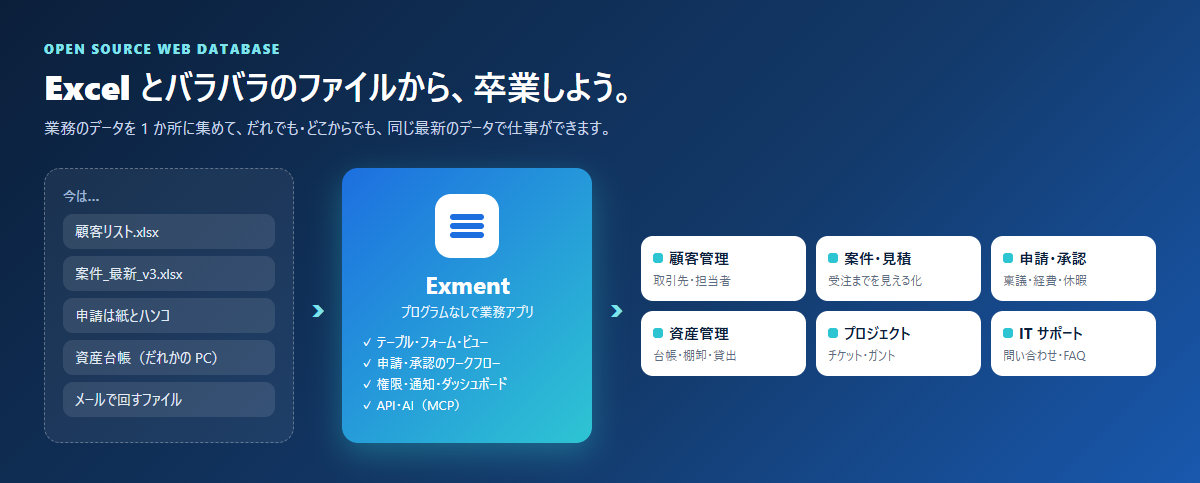 OPEN SOURCE WEB DATABASE
Excel とバラバラのファイルから、卒業しよう。
業務のデータを 1 か所に集めて、だれでも・どこからでも、同じ最新のデータで仕事ができます。
今は…
顧客リスト.xlsx
案件_最新_v3.xlsx
申請は紙とハンコ
資産台帳（だれかの PC）
メールで回すファイル
›
Exment
プログラムなしで業務アプリ
✓ テーブル・フォーム・ビュー
✓ 申請・承認のワークフロー
✓ 権限・通知・ダッシュボード
✓ API・AI（MCP）
›
顧客管理
取引先・担当者
案件・見積
受注までを見える化
申請・承認
稟議・経費・休暇
資産管理
台帳・棚卸・貸出
プロジェクト
チケット・ガント
IT サポート
問い合わせ・FAQ